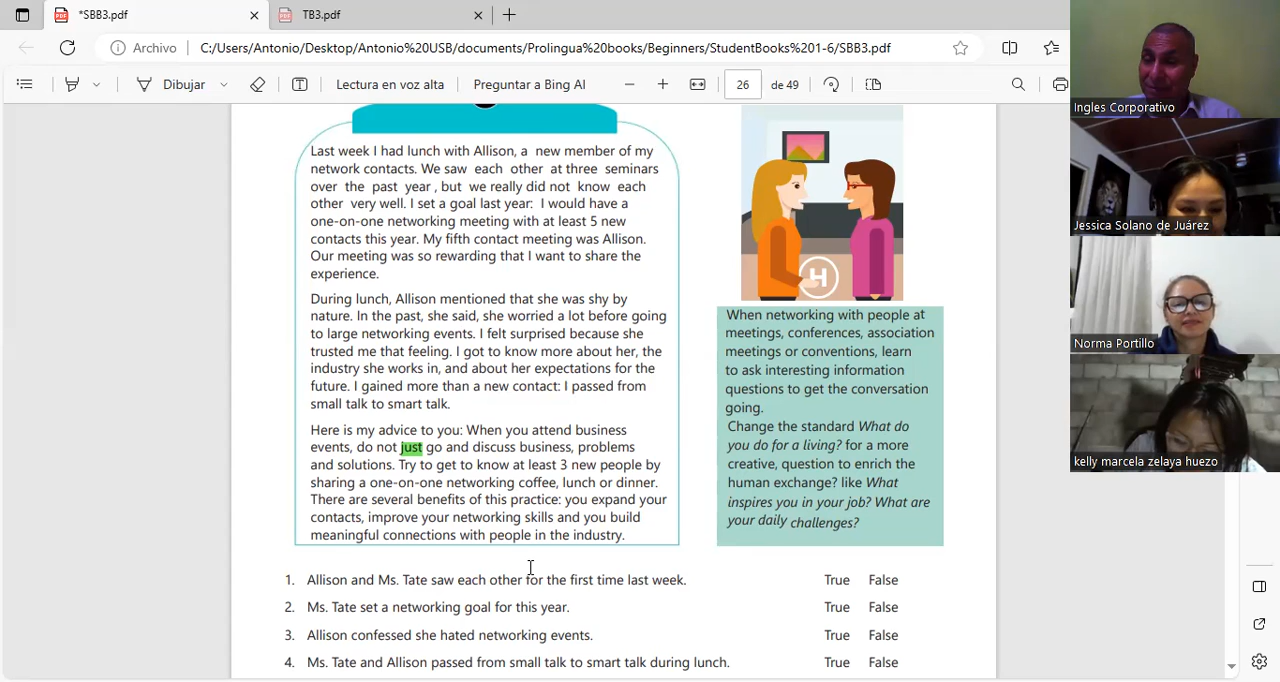 *SBB3.pdf
TB3.pdf
Archivo
C:/Users/Antonio/Desktop/Antonio%20USB/documents/Prolingua%20books/Beginners/StudentBooks%201-6/SBB3.pdf
Dibujar
Lectura en voz alta
Preguntar a Bing AI
26
de 49
Last week I had lunch with Allison, a new member of my
network contacts. We saw each other at three seminars
over the past year , but we really did not know each
other very well. I set a goal last year: I would have a
one-on-one networking meeting with at least 5 new
contacts this year. My fifth contact meeting was Allison.
Our meeting was so rewarding that I want to share the
experience.
During lunch, Allison mentioned that she was shy by
nature. In the past, she said, she worried a lot before going
to large networking events. I felt surprised because she
trusted me that feeling. I got to know more about her, the
industry she works in, and about her expectations for the
future. I gained more than a new contact: I passed from
small talk to smart talk.
Here is my advice to you: When you attend business
events, do not just go and discuss business, problems
and solutions. Try to get to know at least 3 new people by
sharing a one-on-one networking coffee, lunch or dinner.
There are several benefits of this practice: you expand your
contacts, improve your networking skills and you build
meaningful connections with people in the industry.
H
When networking with people at
meetings, conferences, association
meetings or conventions, learn
to ask interesting information
questions to get the conversation
going.
Change the standard What do
you do for a living? for a more
creative, question to enrich the
human exchange? like What
inspires you in your job? What are
your daily challenges?
1. Allison and Ms. Tate saw each other for the first time last week. True False
2. Ms. Tate set a networking goal for this year. True False
3. Allison confessed she hated networking events. True False
4. Ms. Tate and Allison passed from small talk to smart talk during lunch. True False
Ingles Corporativo
Jessica Solano de Juárez
Norma Portillo
kelly marcela zelaya huezo